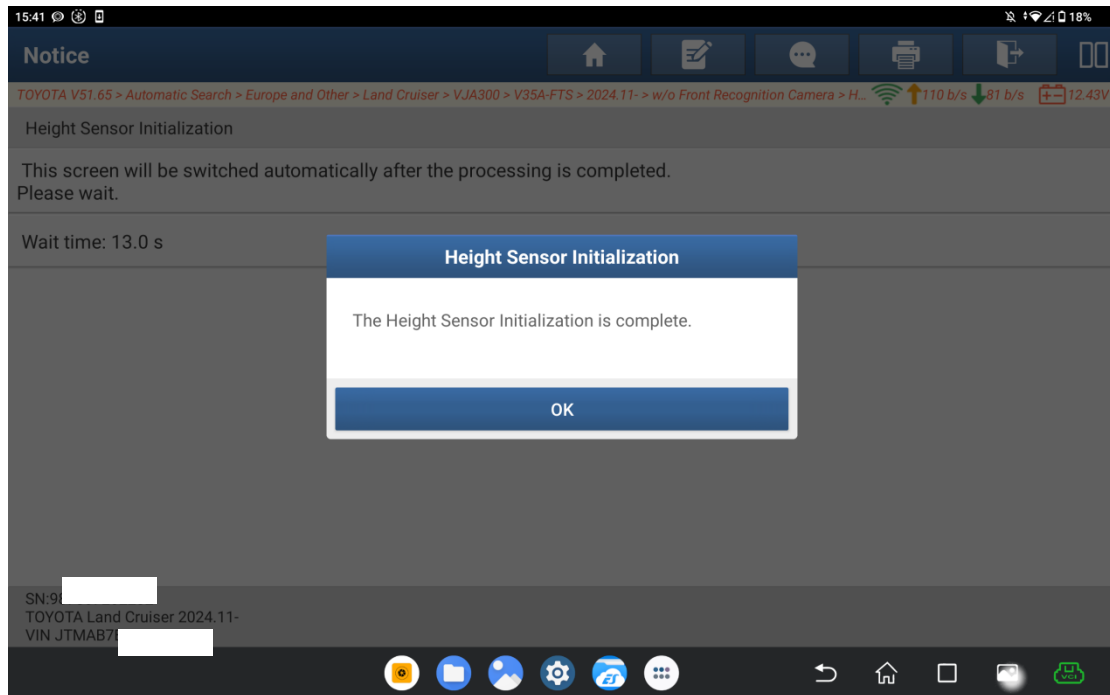 15:41 18%
Notice
TOYOTA V51.65 > Automatic Search > Europe and Other > Land Cruiser > VJA300 > V35A-FTS > 2024.11- > w/o Front Recognition Camera > H... 110 b/s 81 b/s 12.43V
Height Sensor Initialization
This screen will be switched automatically after the processing is completed.
Please wait.
Wait time: 13.0 s
Height Sensor Initialization
The Height Sensor Initialization is complete.
OK
SN:98
TOYOTA Land Cruiser 2024.11-
VIN JTMAB7
VCI